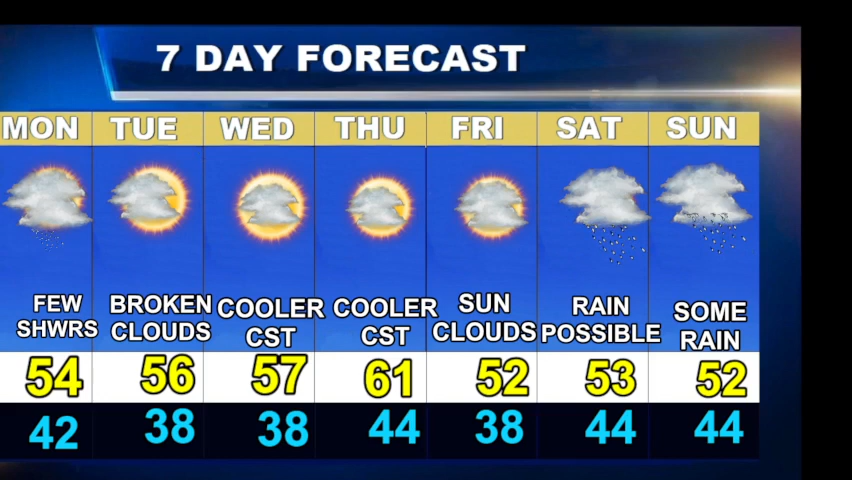 7 DAY FORECAST
MON TUE WED THU FRI SAT SUN
FEW SHWRS
BROKEN CLOUDS
COOLER CST
COOLER CST
SUN CLOUDS
RAIN POSSIBLE
SOME RAIN
54 56 57 61 52 53 52
42 38 38 44 38 44 44